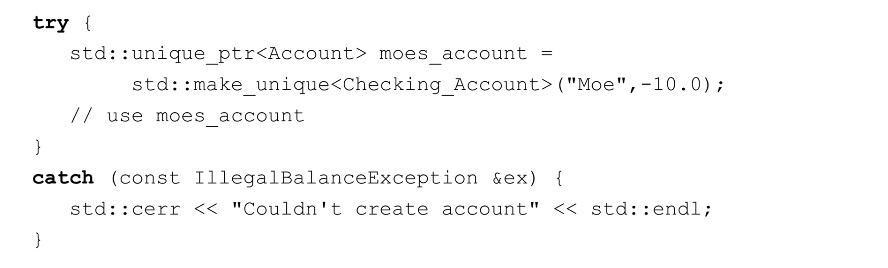 try {
   std::unique_ptr<Account> moes_account =
        std::make_unique<Checking_Account>("Moe",-10.0);
   // use moes_account
}
catch (const IllegalBalanceException &ex) {
   std::cerr << "Couldn't create account" << std::endl;
}